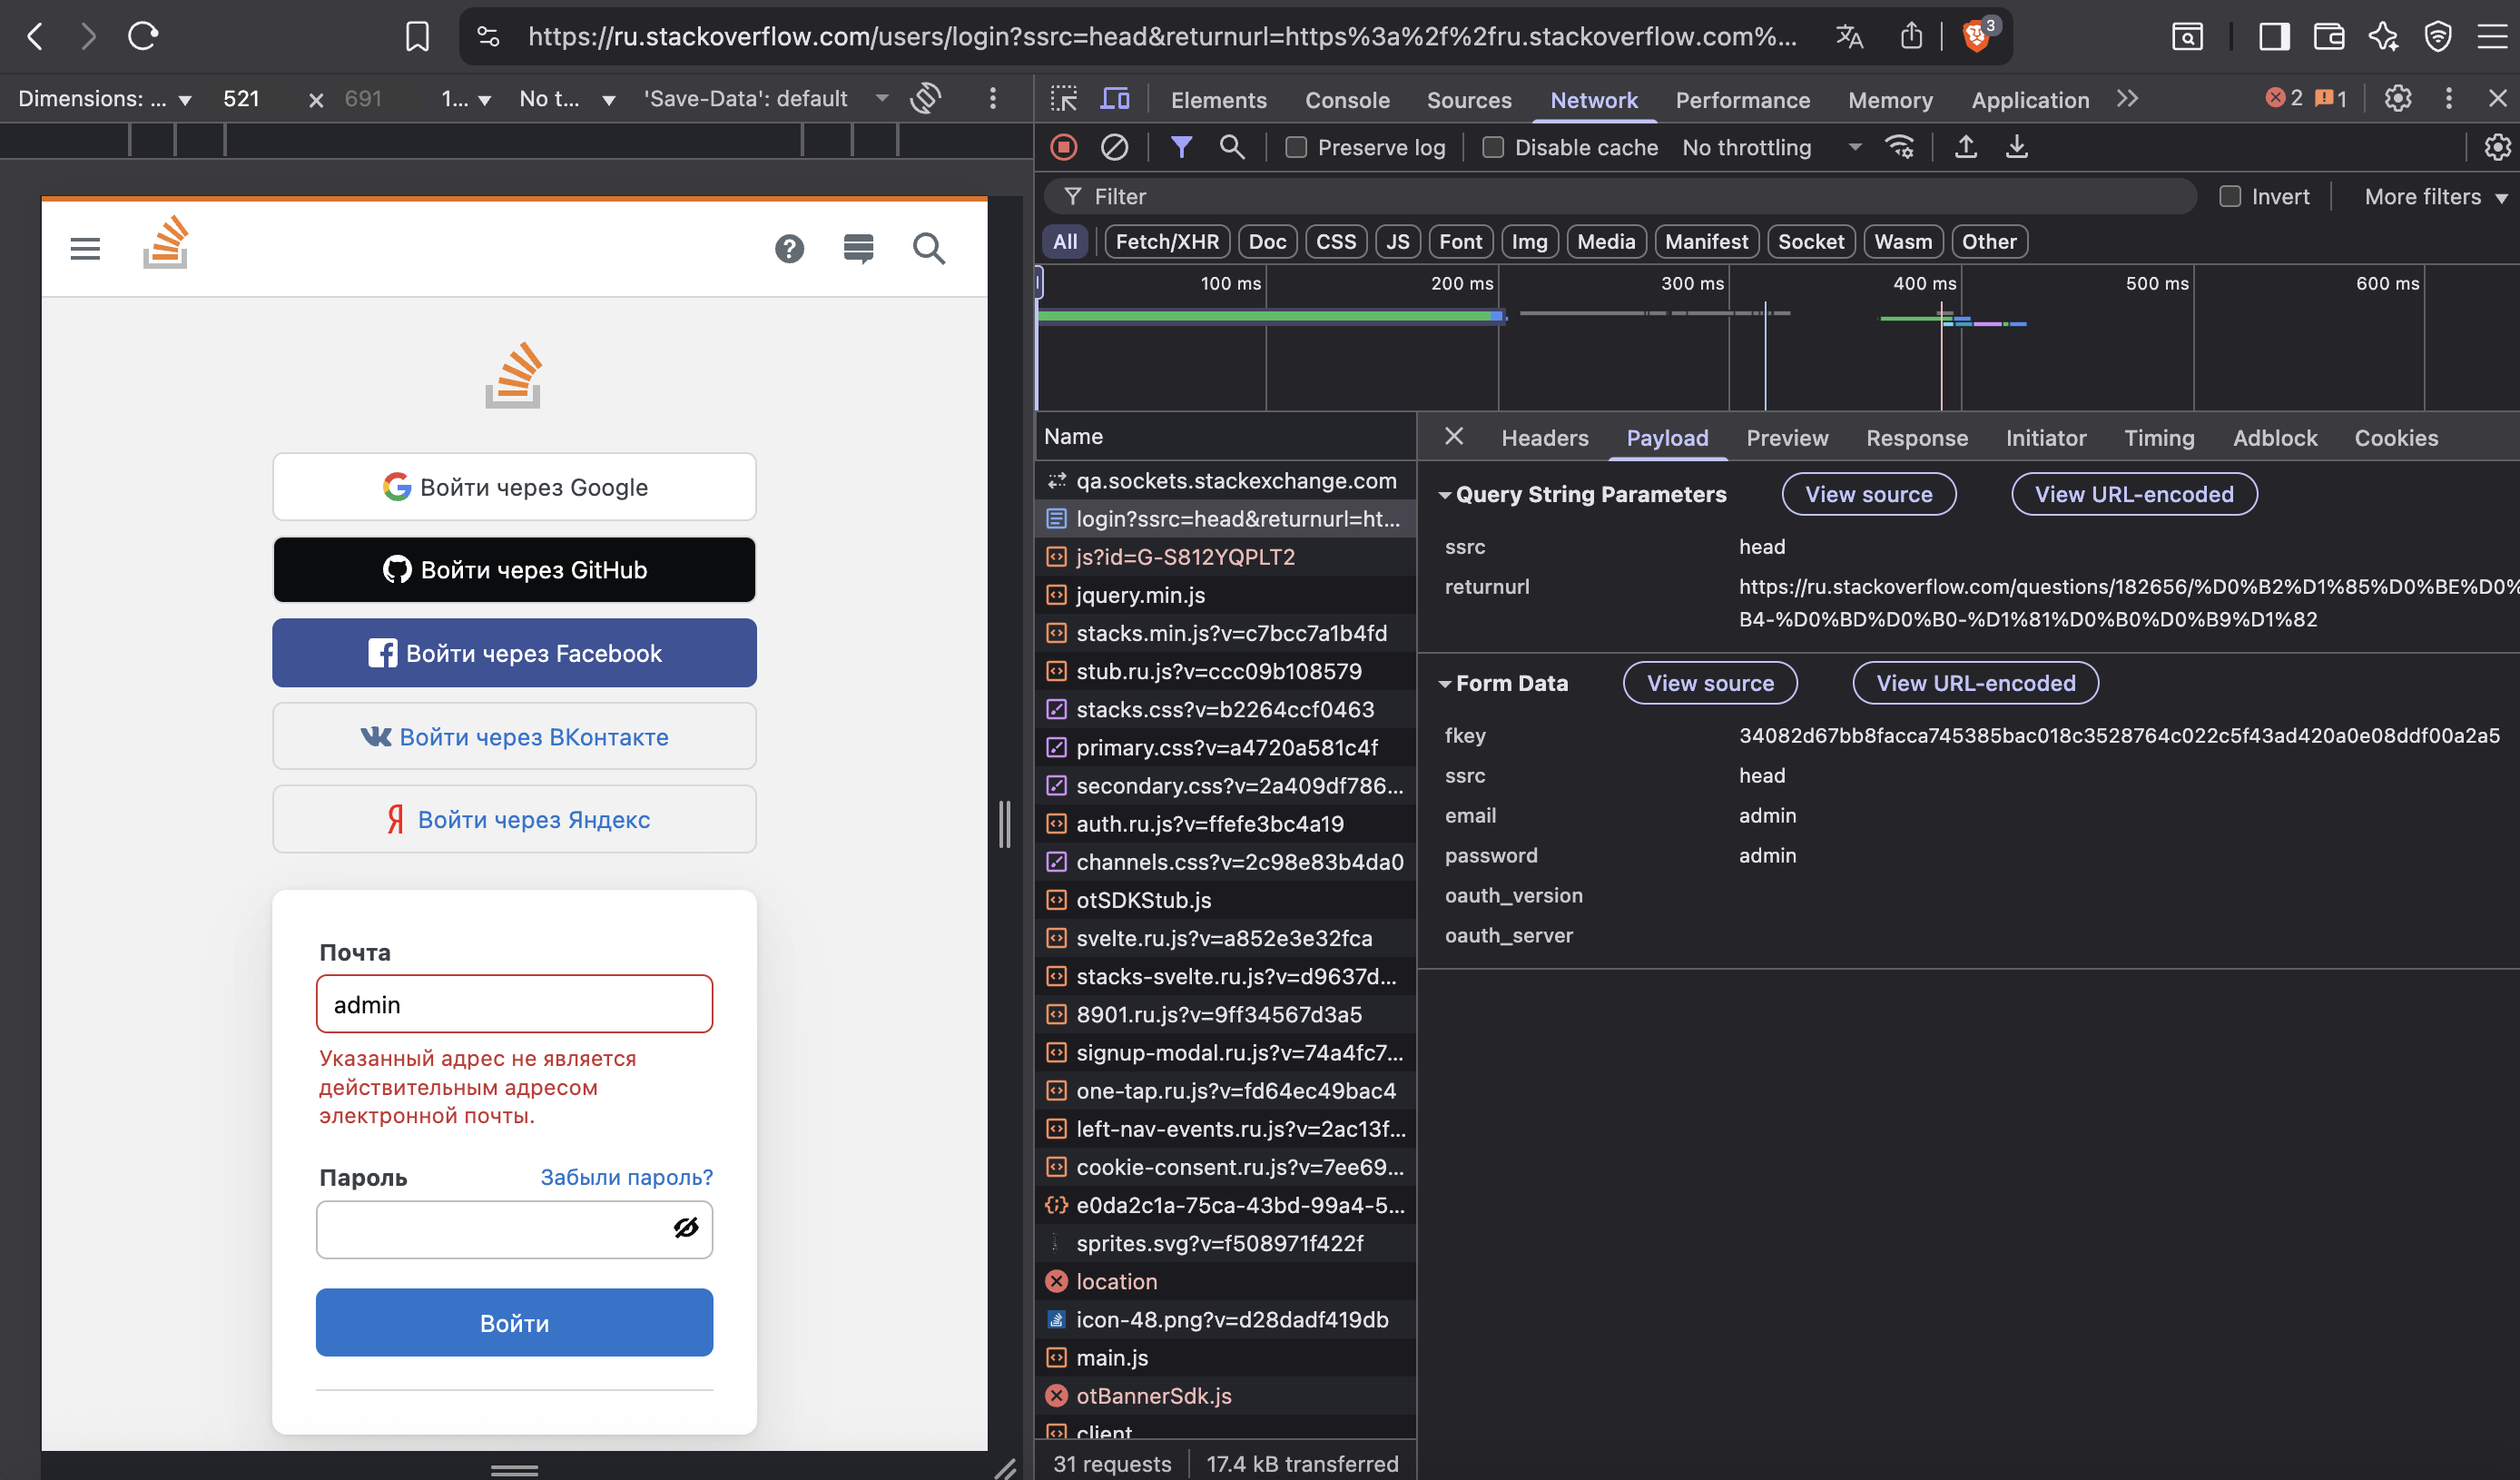 https://ru.stackoverflow.com/users/login?ssrc=head&returnurl=https%3a%2f%2fru.stackoverflow.com%...
3
Dimensions: ... 521 × 691 1... No t... 'Save-Data': default
Elements Console Sources Network Performance Memory Application 2 1
Preserve log Disable cache No throttling
Filter Invert More filters
All Fetch/XHR Doc CSS JS Font Img Media Manifest Socket Wasm Other
100 ms 200 ms 300 ms 400 ms 500 ms 600 ms
Войти через Google
Войти через GitHub
Войти через Facebook
Войти через ВКонтакте
Войти через Яндекс
Почта
admin
Указанный адрес не является
действительным адресом
электронной почты.
Пароль Забыли пароль?
Войти
Name
qa.sockets.stackexchange.com
login?ssrc=head&returnurl=ht...
js?id=G-S812YQPLT2
jquery.min.js
stacks.min.js?v=c7bcc7a1b4fd
stub.ru.js?v=ccc09b108579
stacks.css?v=b2264ccf0463
primary.css?v=a4720a581c4f
secondary.css?v=2a409df786...
auth.ru.js?v=ffefe3bc4a19
channels.css?v=2c98e83b4da0
otSDKStub.js
svelte.ru.js?v=a852e3e32fca
stacks-svelte.ru.js?v=d9637d...
8901.ru.js?v=9ff34567d3a5
signup-modal.ru.js?v=74a4fc7...
one-tap.ru.js?v=fd64ec49bac4
left-nav-events.ru.js?v=2ac13f...
cookie-consent.ru.js?v=7ee69...
e0da2c1a-75ca-43bd-99a4-5...
sprites.svg?v=f508971f422f
location
icon-48.png?v=d28dadf419db
main.js
otBannerSdk.js
client
31 requests 17.4 kB transferred
Headers Payload Preview Response Initiator Timing Adblock Cookies
Query String Parameters View source View URL-encoded
ssrc head
returnurl https://ru.stackoverflow.com/questions/182656/%D0%B2%D1%85%D0%BE%D0%
B4-%D0%BD%D0%B0-%D1%81%D0%B0%D0%B9%D1%82
Form Data View source View URL-encoded
fkey 34082d67bb8facca745385bac018c3528764c022c5f43ad420a0e08ddf00a2a5
ssrc head
email admin
password admin
oauth_version
oauth_server